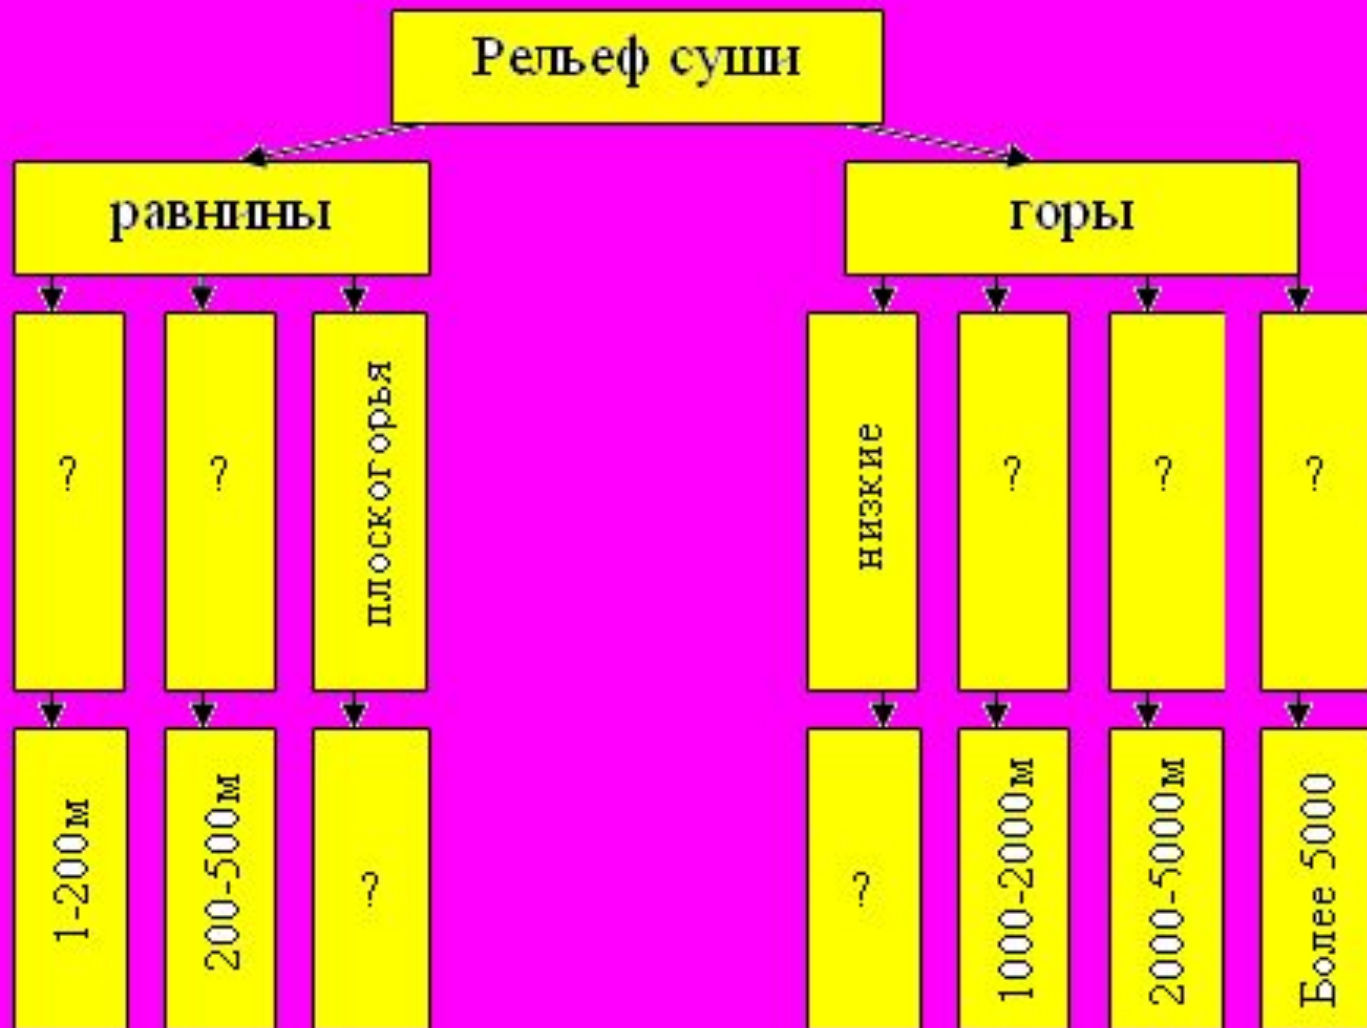 Рельеф суши
равнины
горы
?
?
плоскогорья
низкие
?
?
?
1-200м
200-500м
?
?
1000-2000м
2000-5000м
Более 5000